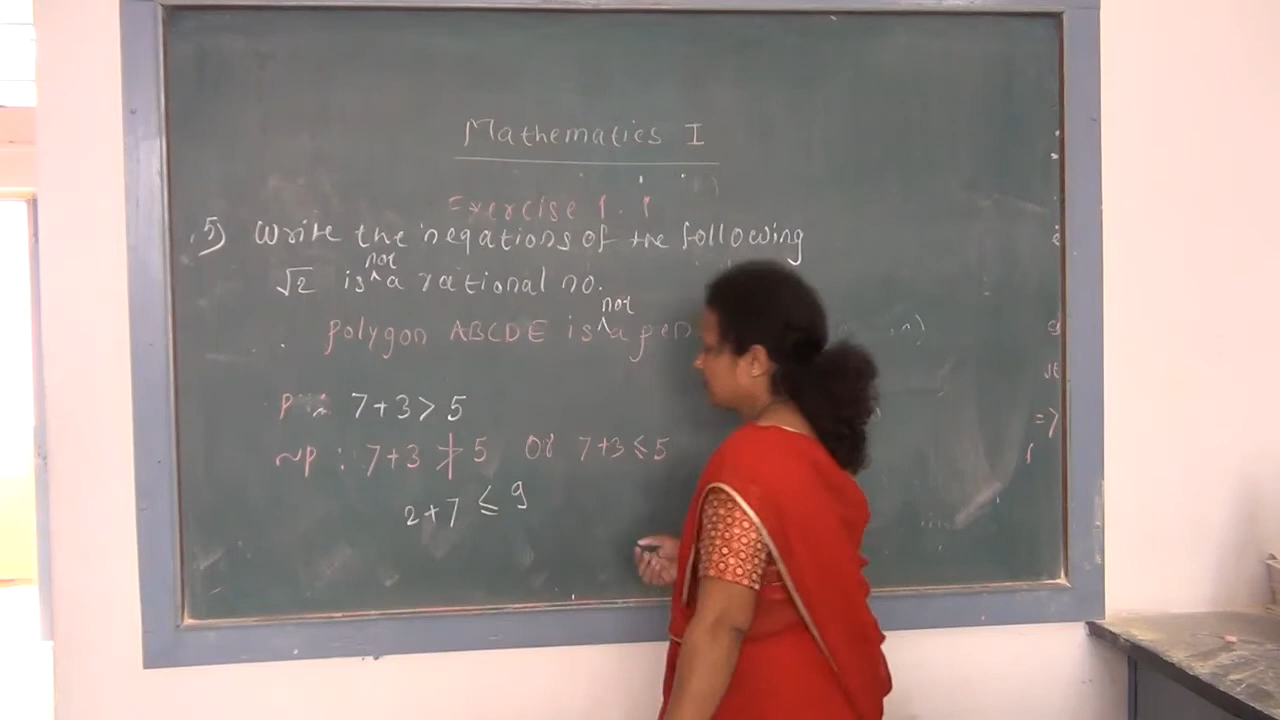 Mathematics I
Exercise 1.1
5) Write the negations of the following
not
√2 is ^ a rational no.
not
polygon ABCDE is ^ a pen
p : 7+3 > 5
~p : 7+3 ≯ 5 or 7+3 ≤ 5
2+7 ≤ 9
=>